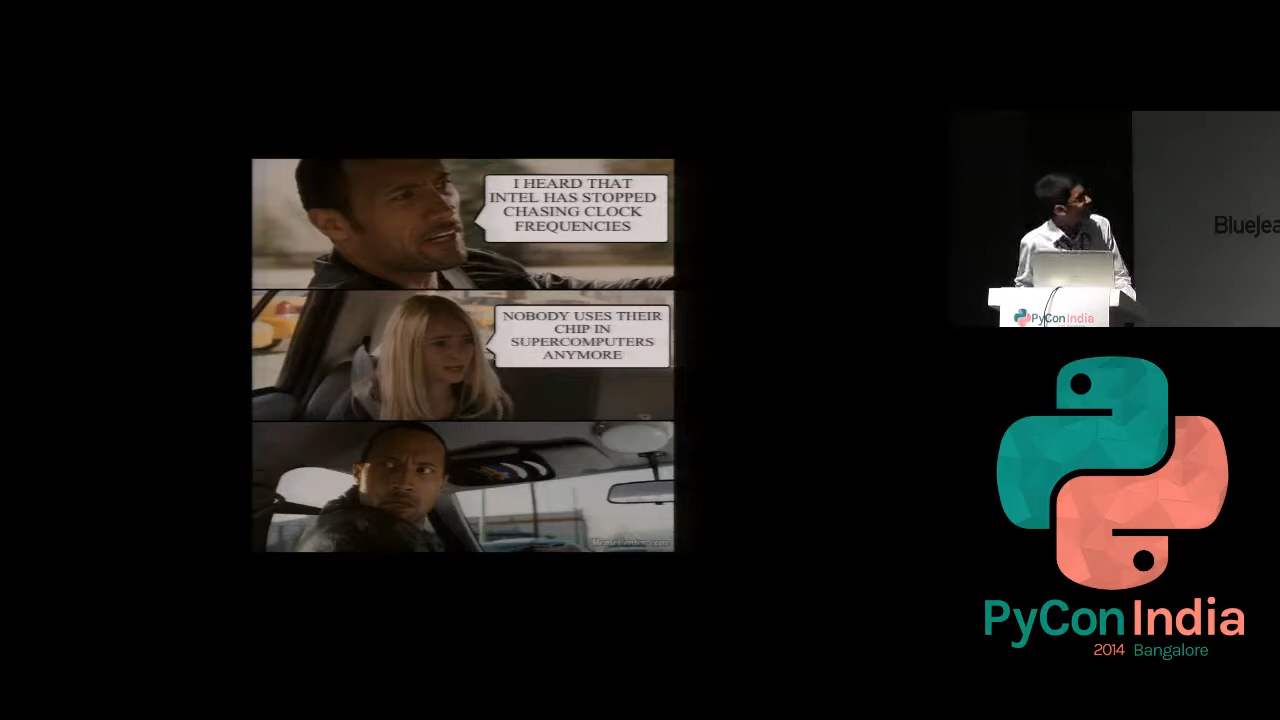 I HEARD THAT
INTEL HAS STOPPED
CHASING CLOCK
FREQUENCIES
NOBODY USES THEIR
CHIP IN
SUPERCOMPUTERS
ANYMORE
PyCon India
PyCon India
2014 Bangalore